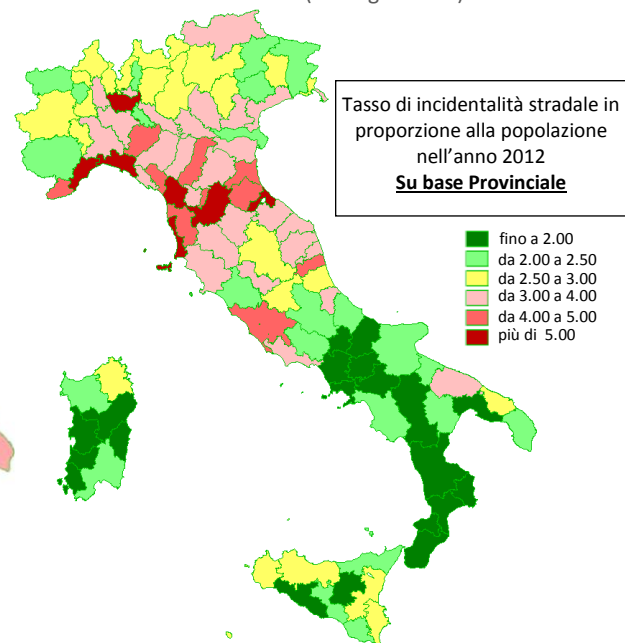 Tasso di incidentalità stradale in
proporzione alla popolazione
nell'anno 2012
Su base Provinciale
fino a 2.00
da 2.00 a 2.50
da 2.50 a 3.00
da 3.00 a 4.00
da 4.00 a 5.00
più di 5.00